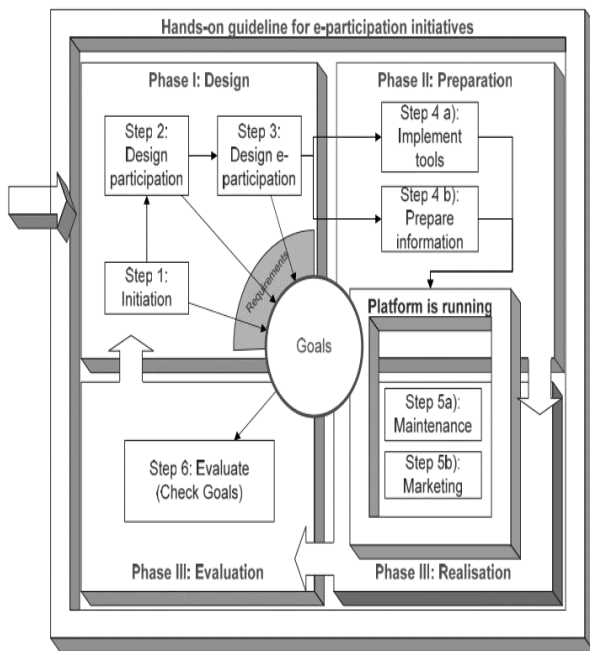 Hands-on guideline for e-participation initiatives
Phase I: Design
Step 2:
Design
participation
Step 3:
Design e-
participation
Step 1:
Initiation
Requirements
Goals
Phase II: Preparation
Step 4 a):
Implement
tools
Step 4 b):
Prepare
information
Platform is running
Step 5a):
Maintenance
Step 5b):
Marketing
Phase III: Realisation
Step 6: Evaluate
(Check Goals)
Phase III: Evaluation